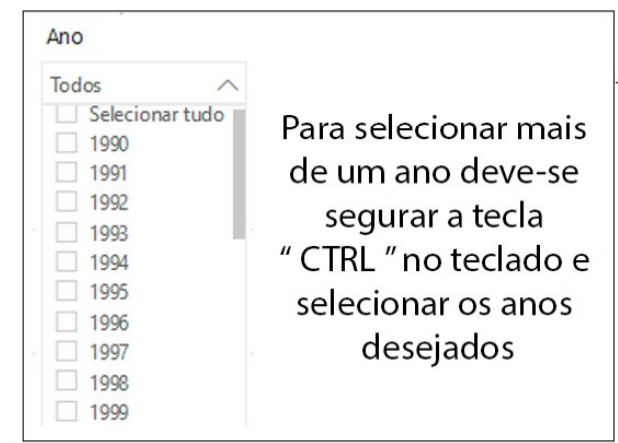 Ano
Todos
Selecionar tudo
1990
1991
1992
1993
1994
1995
1996
1997
1998
1999
Para selecionar mais
de um ano deve-se
segurar a tecla
“ CTRL ” no teclado e
selecionar os anos
desejados